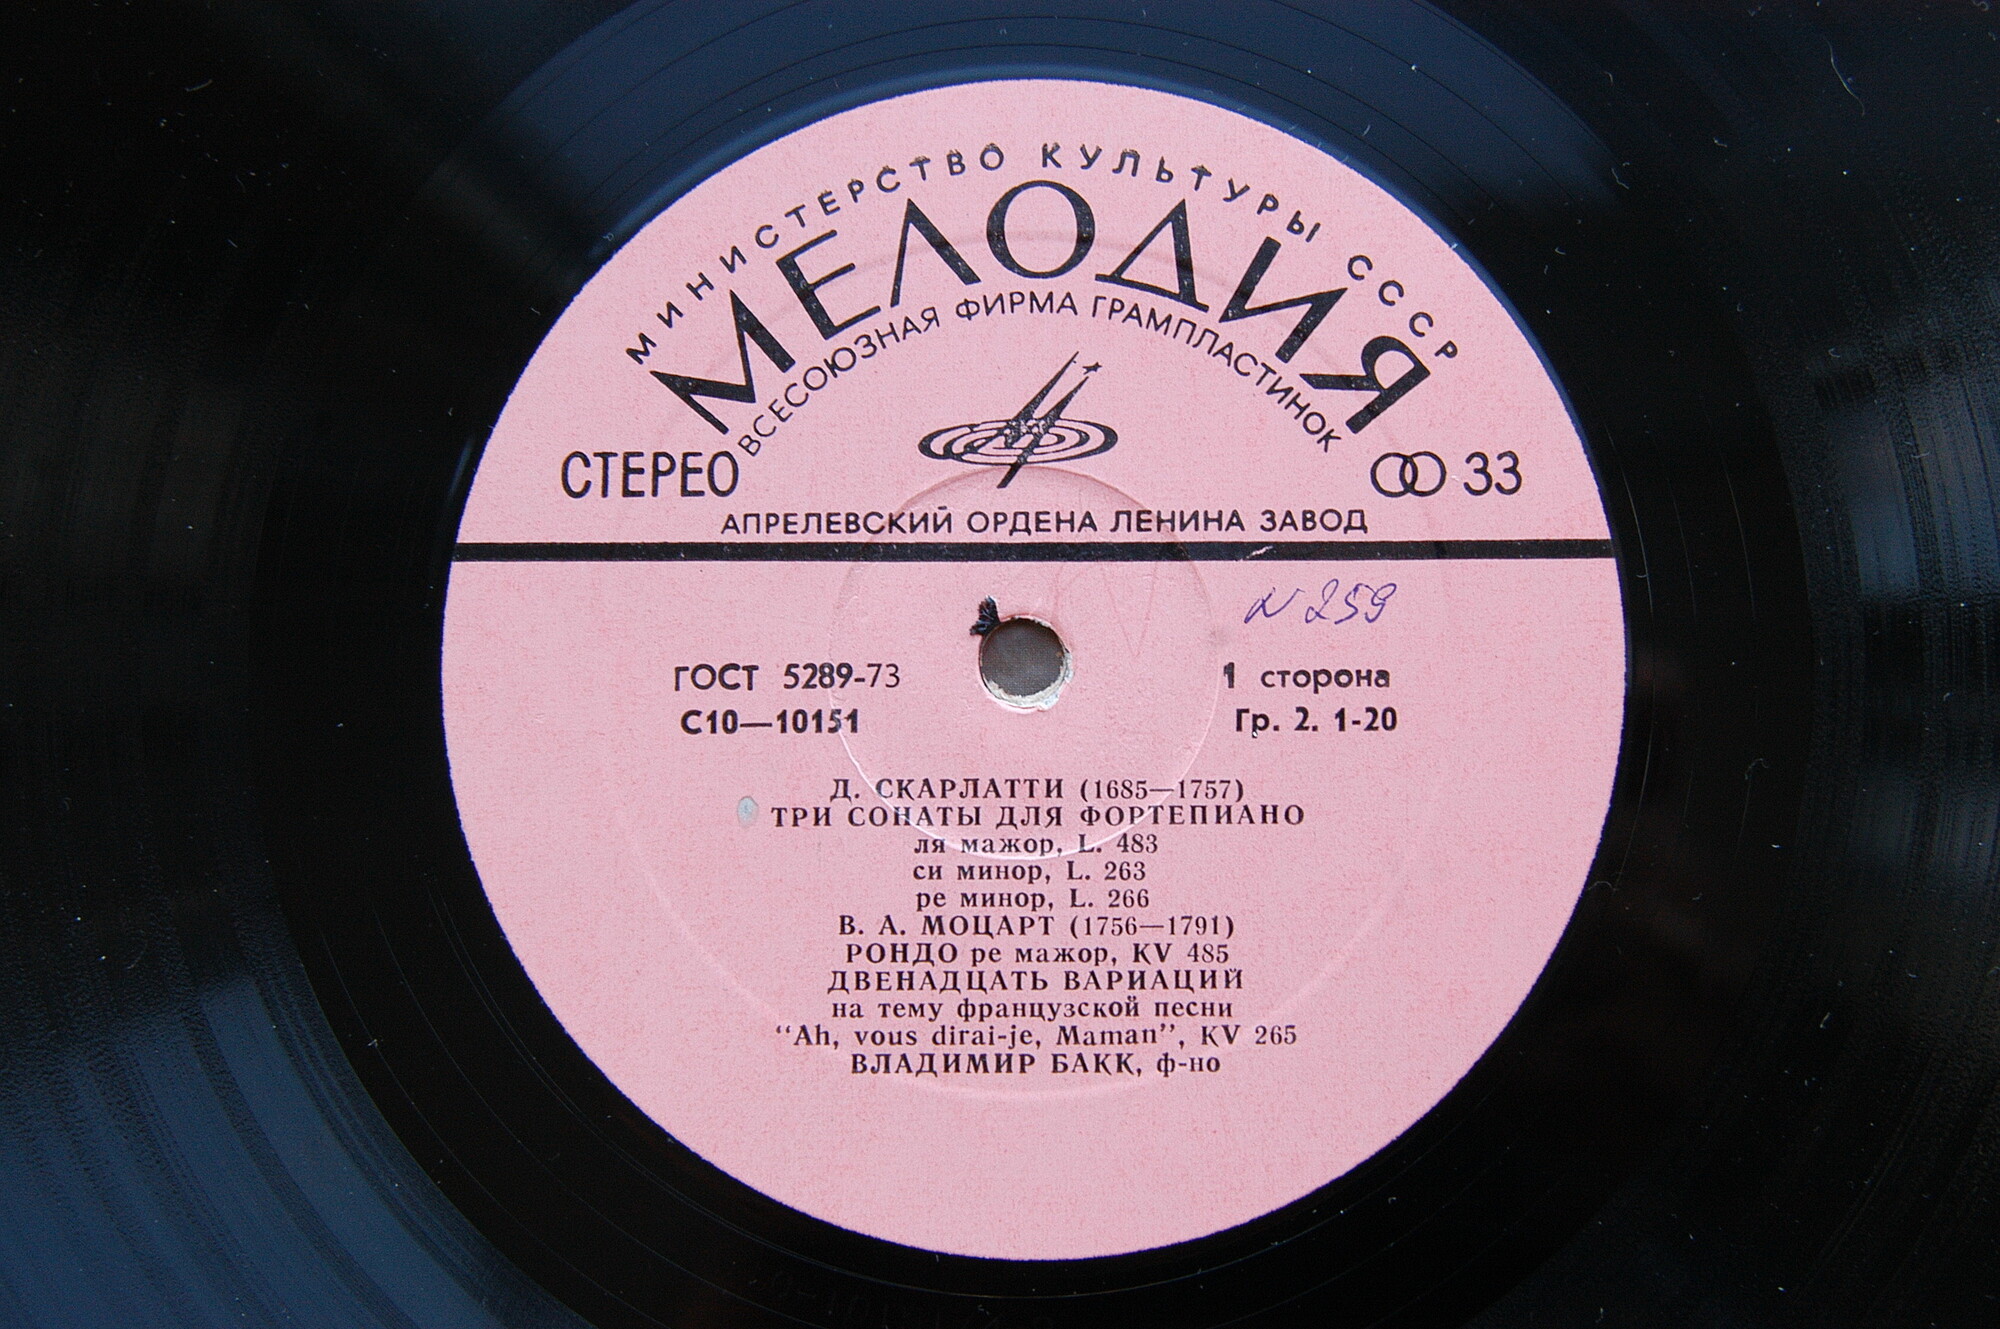 МИНИСТЕРСТВО КУЛЬТУРЫ СССР
МЕЛОДИЯ
ВСЕСОЮЗНАЯ ФИРМА ГРАМПЛАСТИНОК
СТЕРЕО
33
АПРЕЛЕВСКИЙ ОРДЕНА ЛЕНИНА ЗАВОД
N 259
ГОСТ 5289-73
1 сторона
С10—10151
Гр. 2. 1-20
Д. СКАРЛАТТИ (1685—1757)
ТРИ СОНАТЫ ДЛЯ ФОРТЕПИАНО
ля мажор, L. 483
си минор, L. 263
ре минор, L. 266
В. А. МОЦАРТ (1756—1791)
РОНДО ре мажор, KV 485
ДВЕНАДЦАТЬ ВАРИАЦИЙ
на тему французской песни
“Ah, vous dirai-je, Maman”, KV 265
ВЛАДИМИР БАКК, ф-но